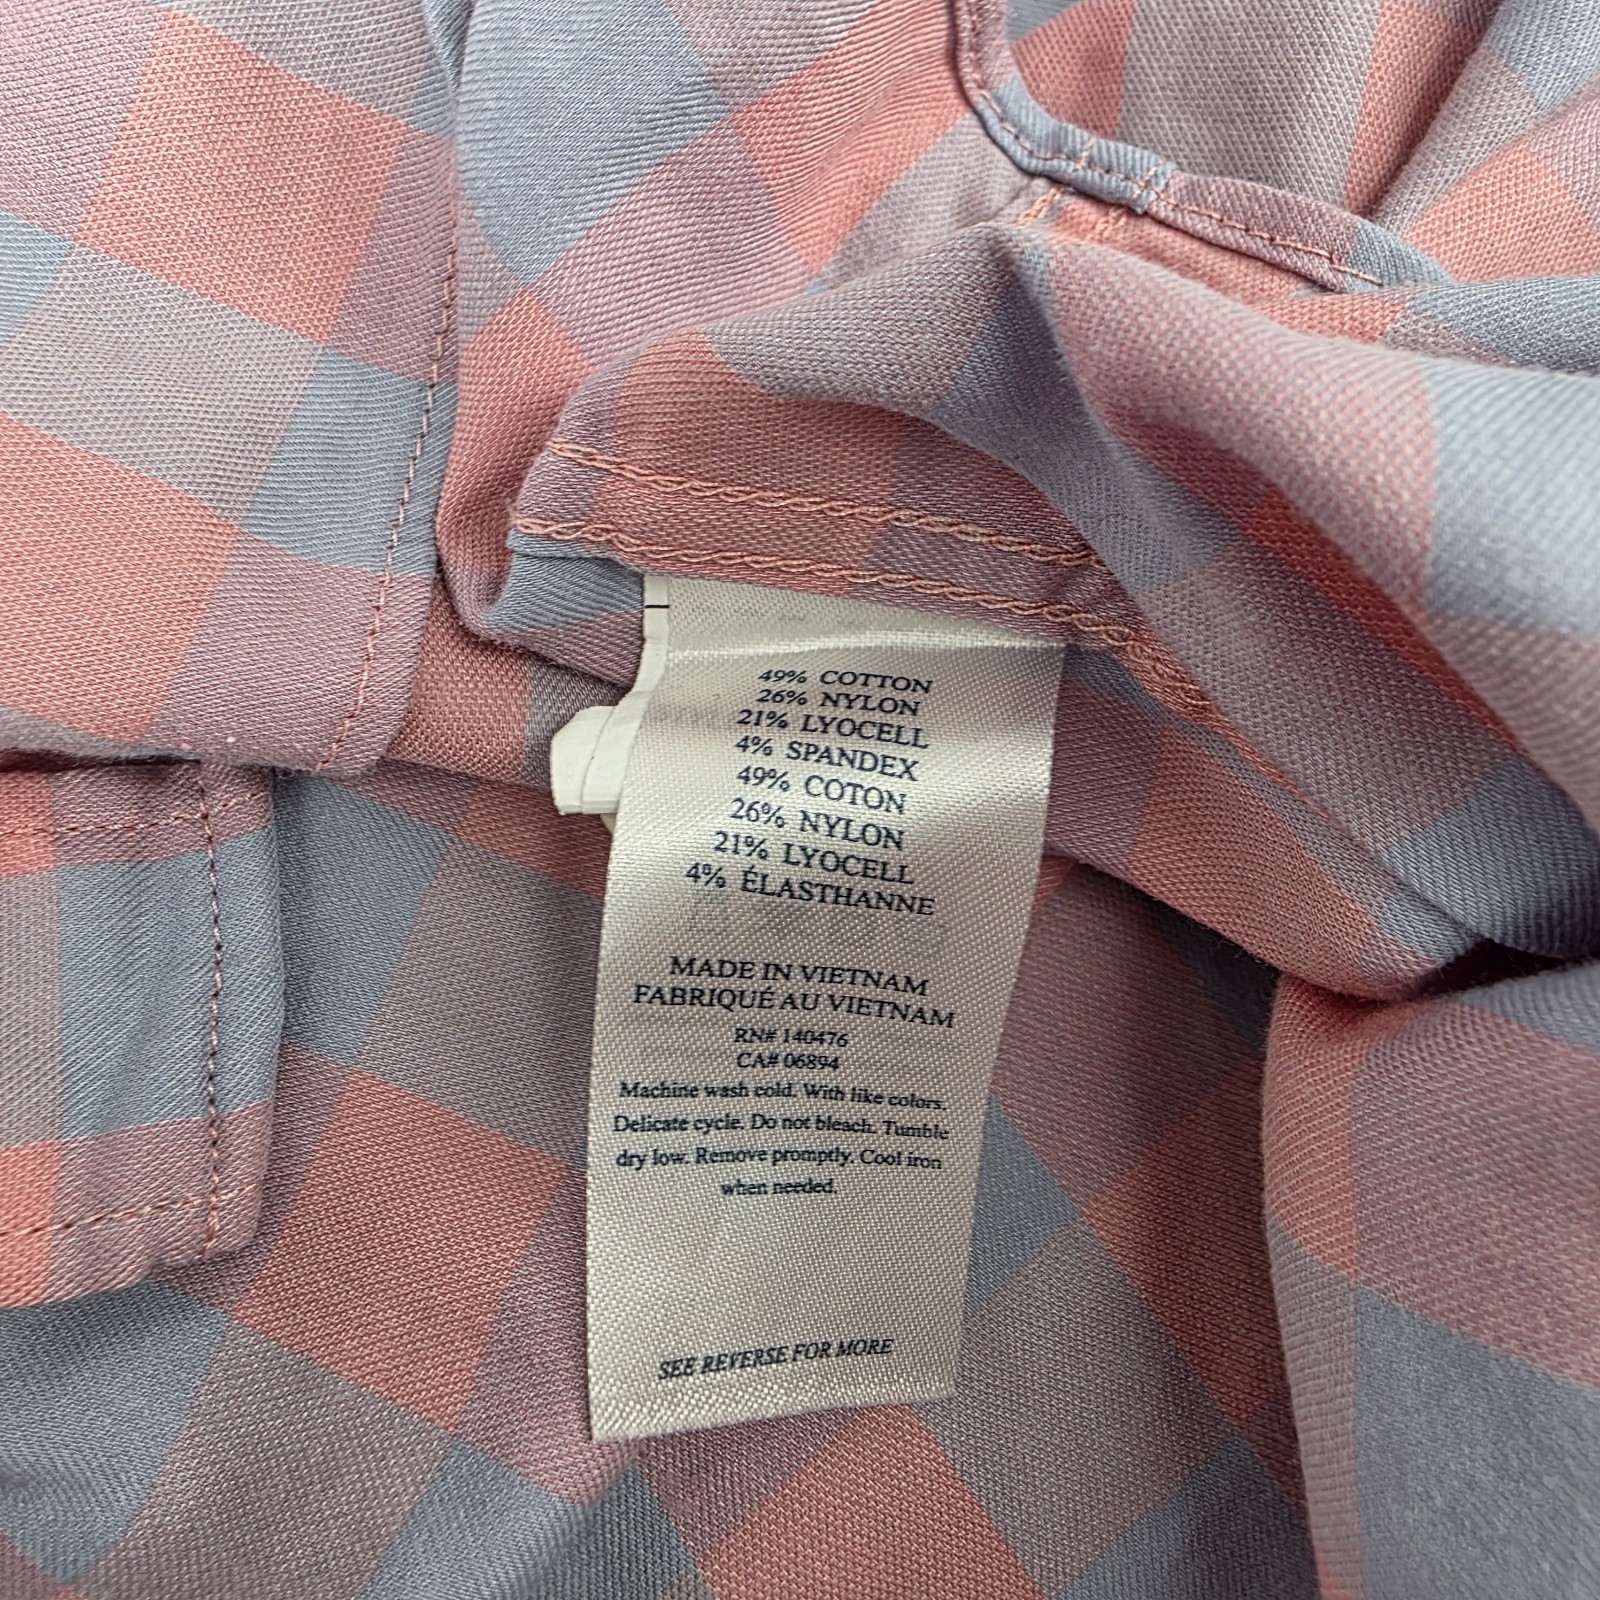 49% COTTON
26% NYLON
21% LYOCELL
4% SPANDEX
49% COTON
26% NYLON
21% LYOCELL
4% ÉLASTHANNE
MADE IN VIETNAM
FABRIQUÉ AU VIETNAM
RN# 140476
CA# 06894
Machine wash cold. With like colors.
Delicate cycle. Do not bleach. Tumble
dry low. Remove promptly. Cool iron
when needed.
SEE REVERSE FOR MORE